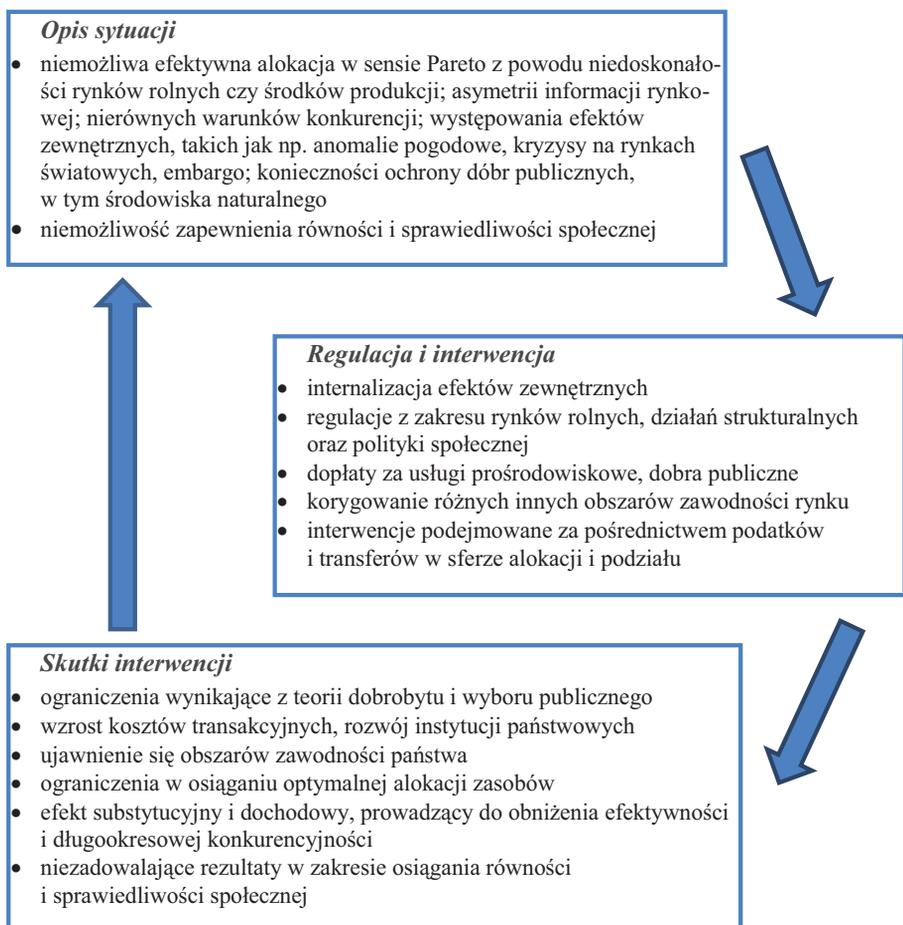 Opis sytuacji
• niemożliwa efektywna alokacja w sensie Pareto z powodu niedoskonało-
ści rynków rolnych czy środków produkcji; asymetrii informacji rynko-
wej; nierównych warunków konkurencji; występowania efektów
zewnętrznych, takich jak np. anomalie pogodowe, kryzysy na rynkach
światowych, embargo; konieczności ochrony dóbr publicznych,
w tym środowiska naturalnego
• niemożliwość zapewnienia równości i sprawiedliwości społecznej
Regulacja i interwencja
• internalizacja efektów zewnętrznych
• regulacje z zakresu rynków rolnych, działań strukturalnych
oraz polityki społecznej
• dopłaty za usługi prośrodowiskowe, dobra publiczne
• korygowanie różnych innych obszarów zawodności rynku
• interwencje podejmowane za pośrednictwem podatków
i transferów w sferze alokacji i podziału
Skutki interwencji
• ograniczenia wynikające z teorii dobrobytu i wyboru publicznego
• wzrost kosztów transakcyjnych, rozwój instytucji państwowych
• ujawnienie się obszarów zawodności państwa
• ograniczenia w osiąganiu optymalnej alokacji zasobów
• efekt substytucyjny i dochodowy, prowadzący do obniżenia efektywności
i długookresowej konkurencyjności
• niezadowalające rezultaty w zakresie osiągania równości
i sprawiedliwości społecznej